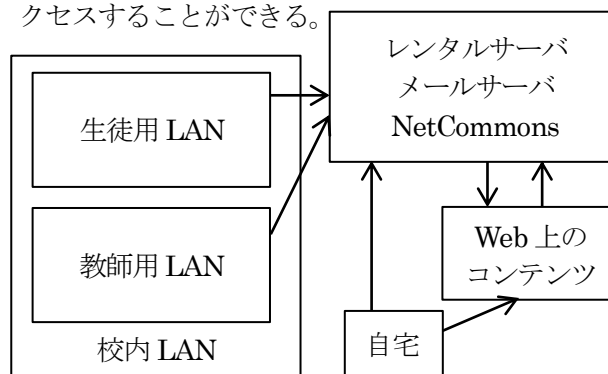 クセスすることができる。
レンタルサーバ
メールサーバ
NetCommons
生徒用 LAN
教師用 LAN
校内 LAN
Web 上の
コンテンツ
自宅